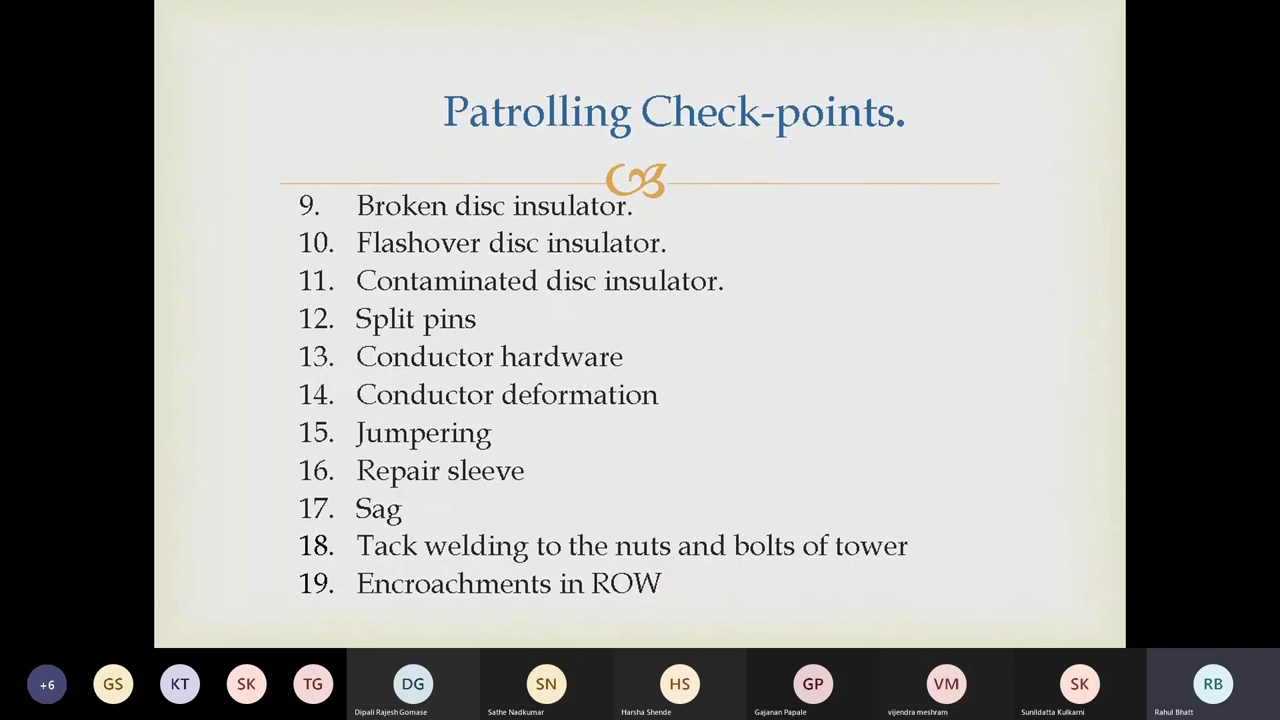 Patrolling Check-points.
9. Broken disc insulator.
10. Flashover disc insulator.
11. Contaminated disc insulator.
12. Split pins
13. Conductor hardware
14. Conductor deformation
15. Jumpering
16. Repair sleeve
17. Sag
18. Tack welding to the nuts and bolts of tower
19. Encroachments in ROW
+6 GS KT SK TG DG SN HS GP VM SK RB
Dipali Rajesh Gomase Sathe Nadkumar Harsha Shende Gajanan Papale vijendra meshram Sunildatta Kulkarni Rahul Bhatt